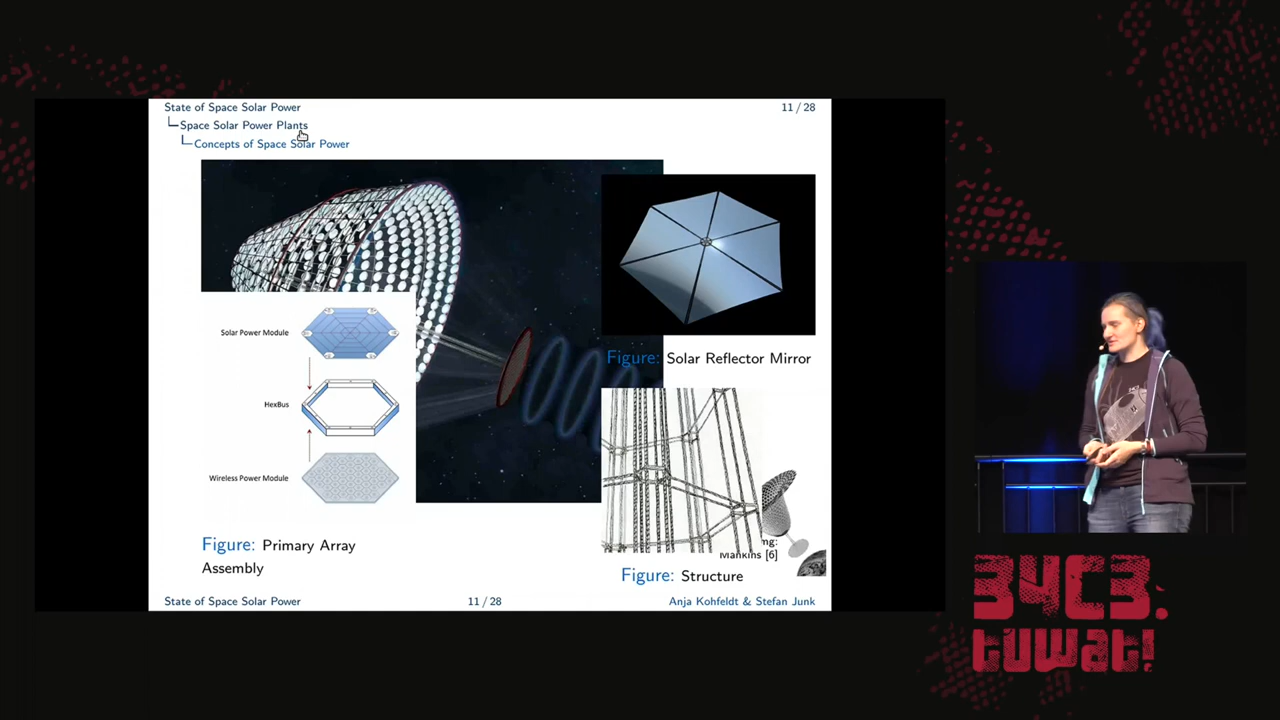 State of Space Solar Power
11 / 28
Space Solar Power Plants
Concepts of Space Solar Power
Solar Power Module
HexBus
Wireless Power Module
Figure: Primary Array
Assembly
Figure: Solar Reflector Mirror
mg:
Mankins [6]
Figure: Structure
State of Space Solar Power
11 / 28
Anja Kohfeldt & Stefan Junk
34C3.
tuwat!